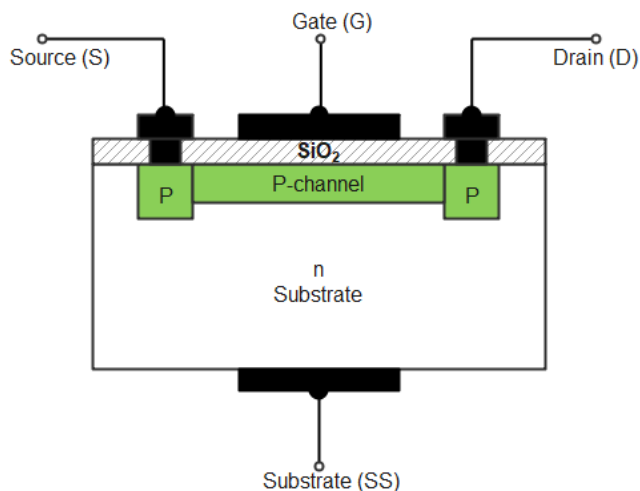 Gate (G)
Source (S)
Drain (D)
SiO₂
P
P-channel
P
n
Substrate
Substrate (SS)